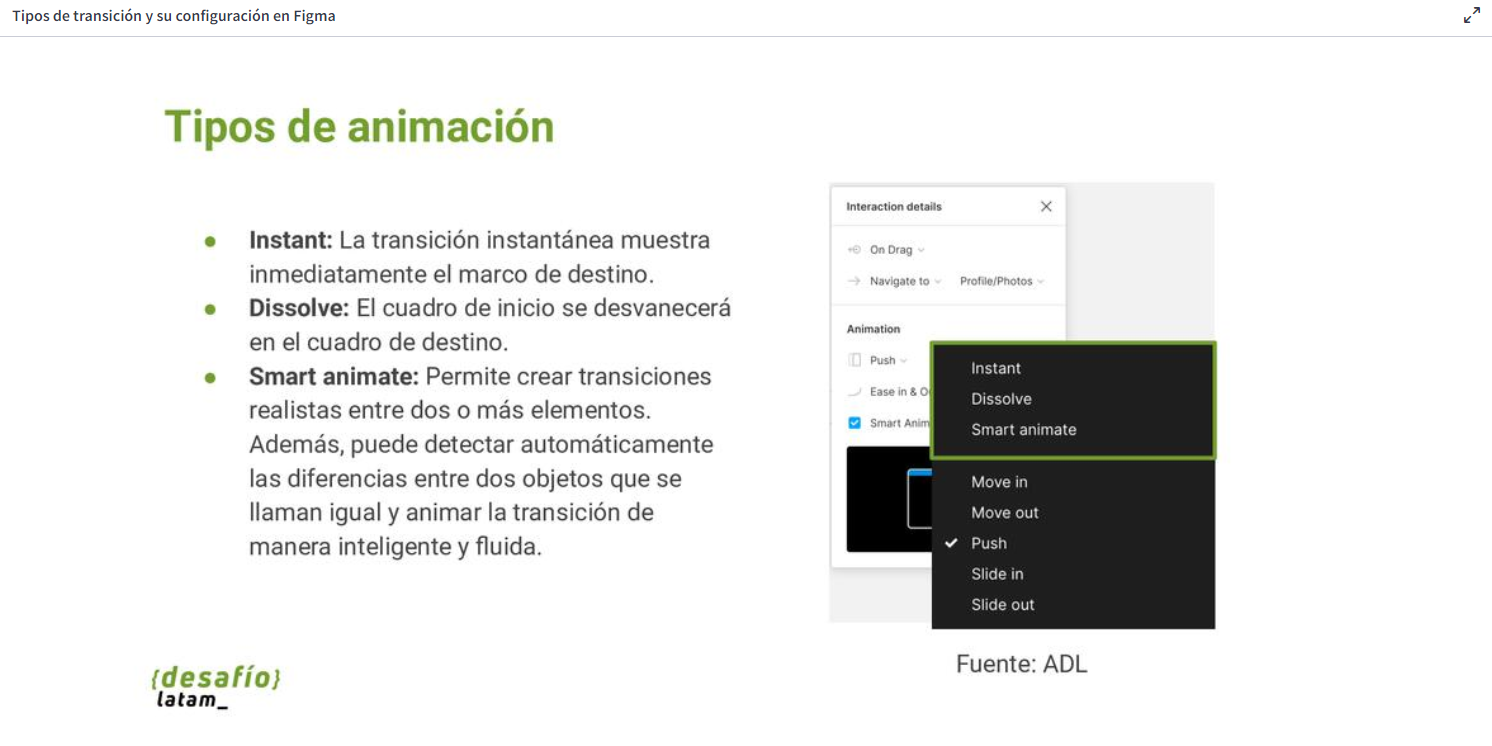 Tipos de transición y su configuración en Figma
Tipos de animación
● Instant: La transición instantánea muestra
inmediatamente el marco de destino.
● Dissolve: El cuadro de inicio se desvanecerá
en el cuadro de destino.
● Smart animate: Permite crear transiciones
realistas entre dos o más elementos.
Además, puede detectar automáticamente
las diferencias entre dos objetos que se
llaman igual y animar la transición de
manera inteligente y fluida.
Interaction details
On Drag
Navigate to Profile/Photos
Animation
Push
Ease in & O
Smart Anim
Instant
Dissolve
Smart animate
Move in
Move out
Push
Slide in
Slide out
Fuente: ADL
{desafío}
latam_